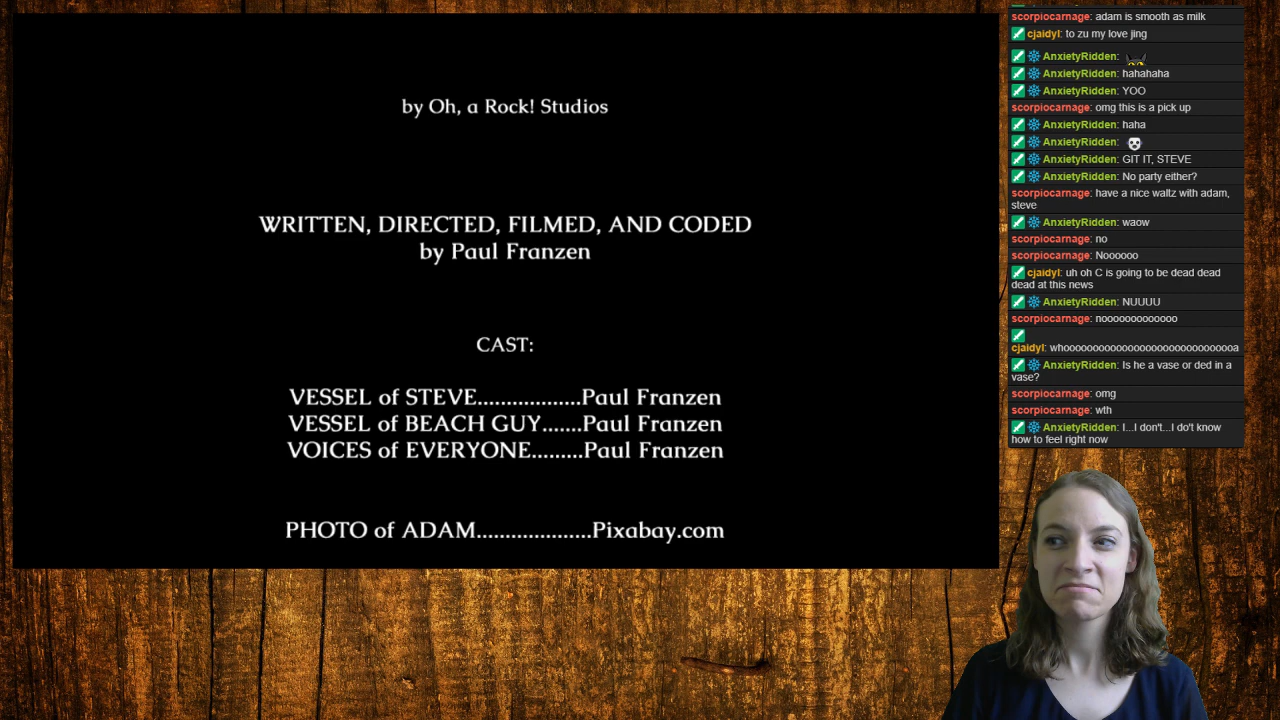 by Oh, a Rock! Studios
WRITTEN, DIRECTED, FILMED, AND CODED
by Paul Franzen
CAST:
VESSEL of STEVE..................Paul Franzen
VESSEL of BEACH GUY.......Paul Franzen
VOICES of EVERYONE.........Paul Franzen
PHOTO of ADAM....................Pixabay.com
scorpiocarnage: adam is smooth as milk
cjaidyl: to zu my love jing
AnxietyRidden:
AnxietyRidden: hahahaha
AnxietyRidden: YOO
scorpiocarnage: omg this is a pick up
AnxietyRidden: haha
AnxietyRidden:
AnxietyRidden: GIT IT, STEVE
AnxietyRidden: No party either?
scorpiocarnage: have a nice waltz with adam,
steve
AnxietyRidden: waow
scorpiocarnage: no
scorpiocarnage: Noooooo
cjaidyl: uh oh C is going to be dead dead
dead at this news
AnxietyRidden: NUUUU
scorpiocarnage: nooooooooooooo
cjaidyl: whoooooooooooooooooooooooooooooa
AnxietyRidden: Is he a vase or ded in a
vase?
scorpiocarnage: omg
scorpiocarnage: wth
AnxietyRidden: I...I don't...I do't know
how to feel right now